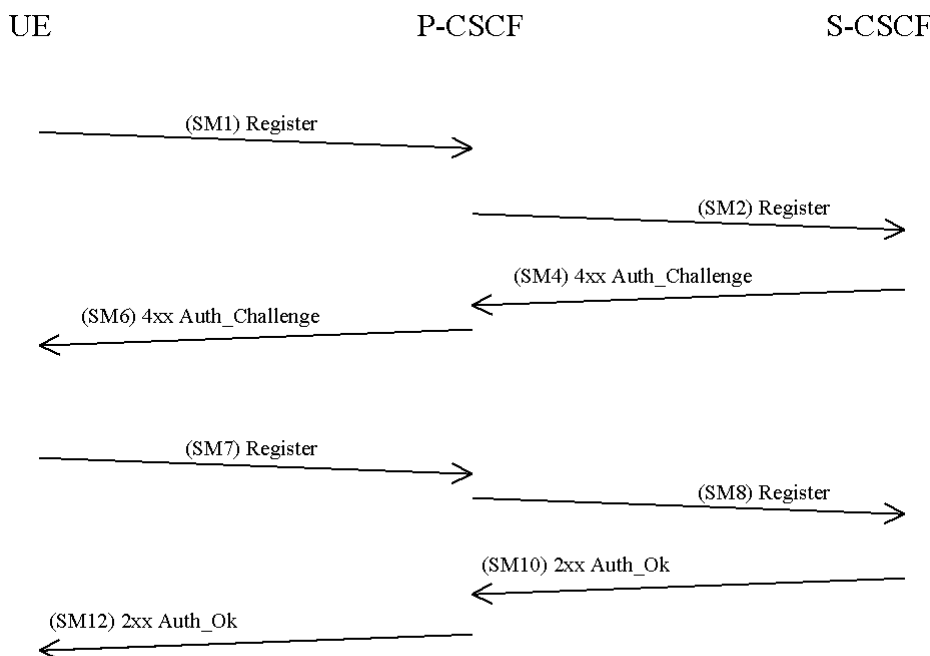 UE P-CSCF S-CSCF
(SM1) Register
(SM2) Register
(SM4) 4xx Auth_Challenge
(SM6) 4xx Auth_Challenge
(SM7) Register
(SM8) Register
(SM10) 2xx Auth_Ok
(SM12) 2xx Auth_Ok